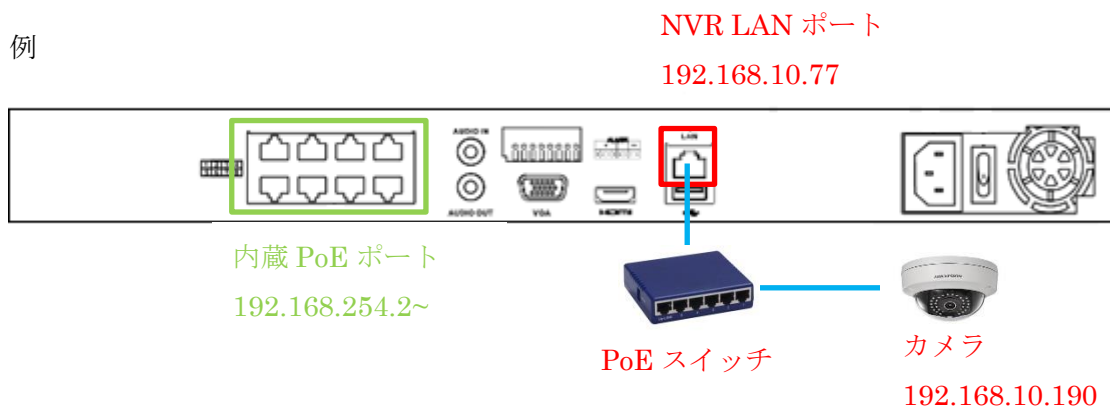 例
NVR LAN ポート
192.168.10.77
AUDIO IN
LAN
AUDIO OUT
VGA
HDMI
内蔵 PoE ポート
192.168.254.2~
HIKVISION
PoE スイッチ
カメラ
192.168.10.190